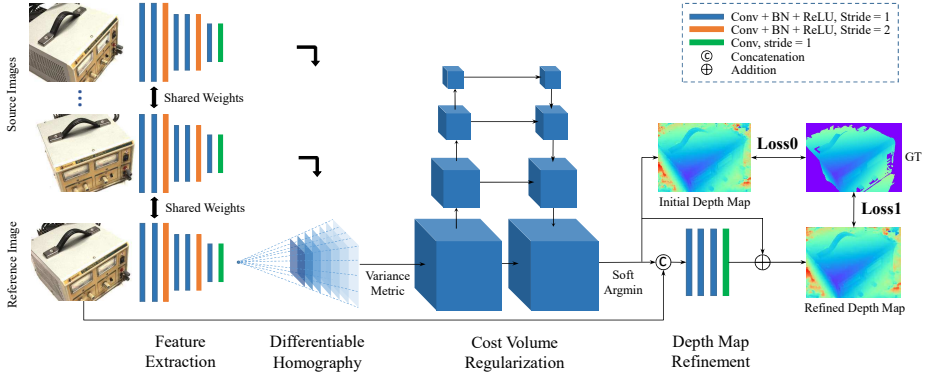 Conv + BN + ReLU, Stride = 1
Conv + BN + ReLU, Stride = 2
Conv, stride = 1
C Concatenation
Addition
Source Images
Reference Image
Shared Weights
Shared Weights
Variance
Metric
Soft
Argmin
C
Initial Depth Map
Loss0
GT
Loss1
Refined Depth Map
Feature
Extraction
Differentiable
Homography
Cost Volume
Regularization
Depth Map
Refinement